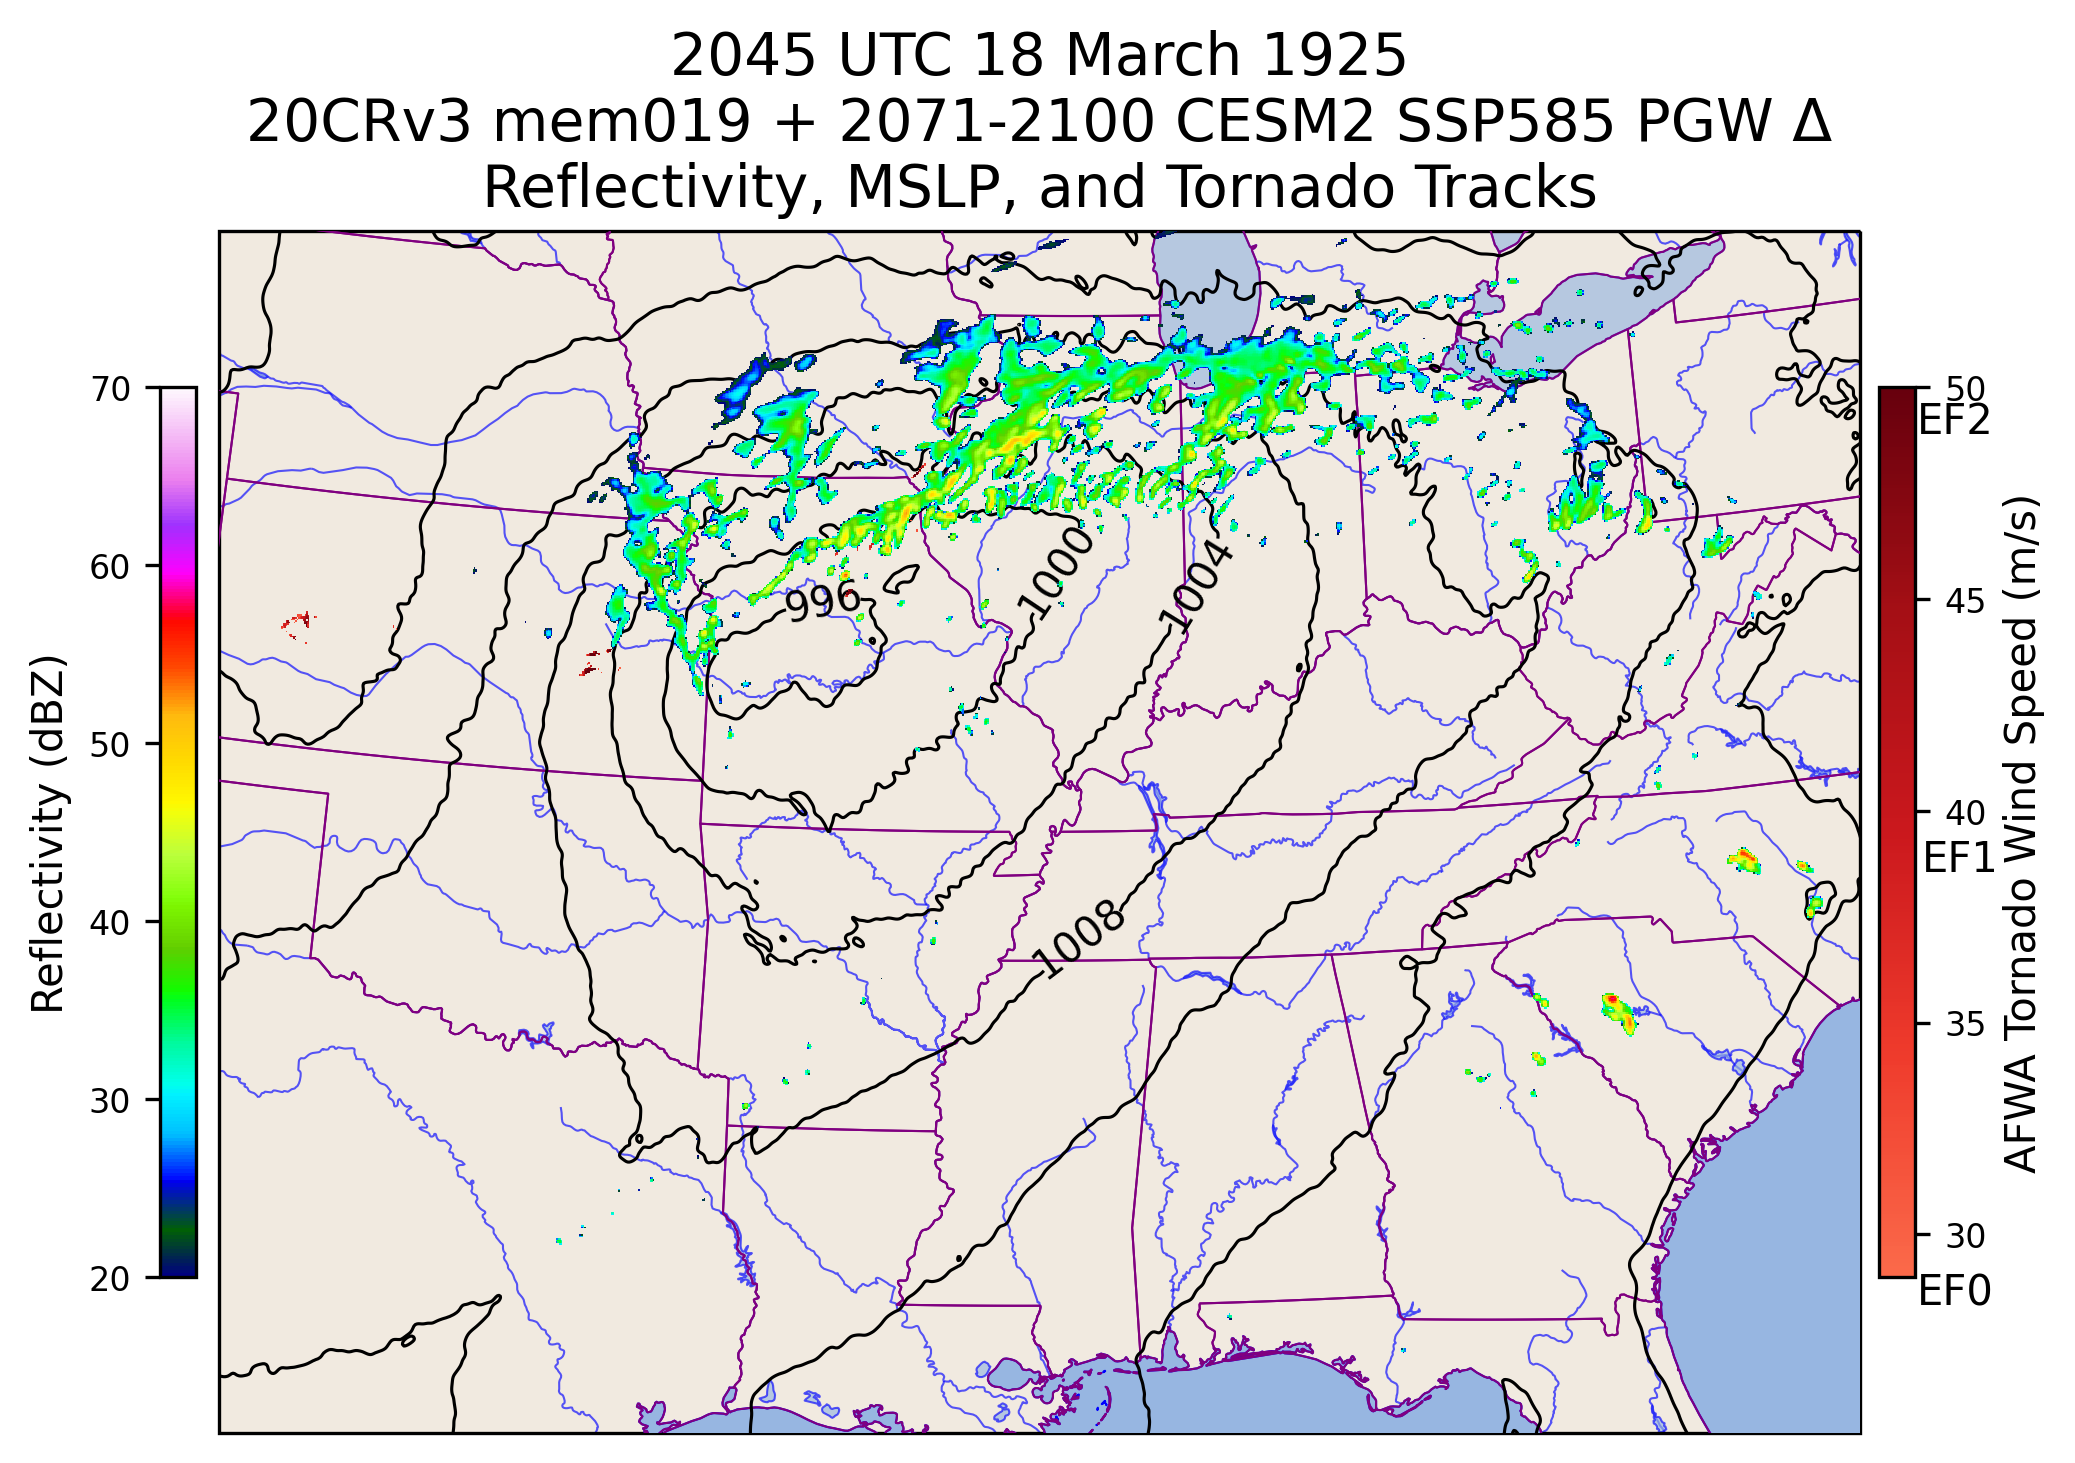 2045 UTC 18 March 1925
20CRv3 mem019 + 2071-2100 CESM2 SSP585 PGW Δ
Reflectivity, MSLP, and Tornado Tracks
70
60
50
40
30
20
Reflectivity (dBZ)
996
1000
1004
1008
50
EF2
45
40
EF1
35
30
EF0
AFWA Tornado Wind Speed (m/s)